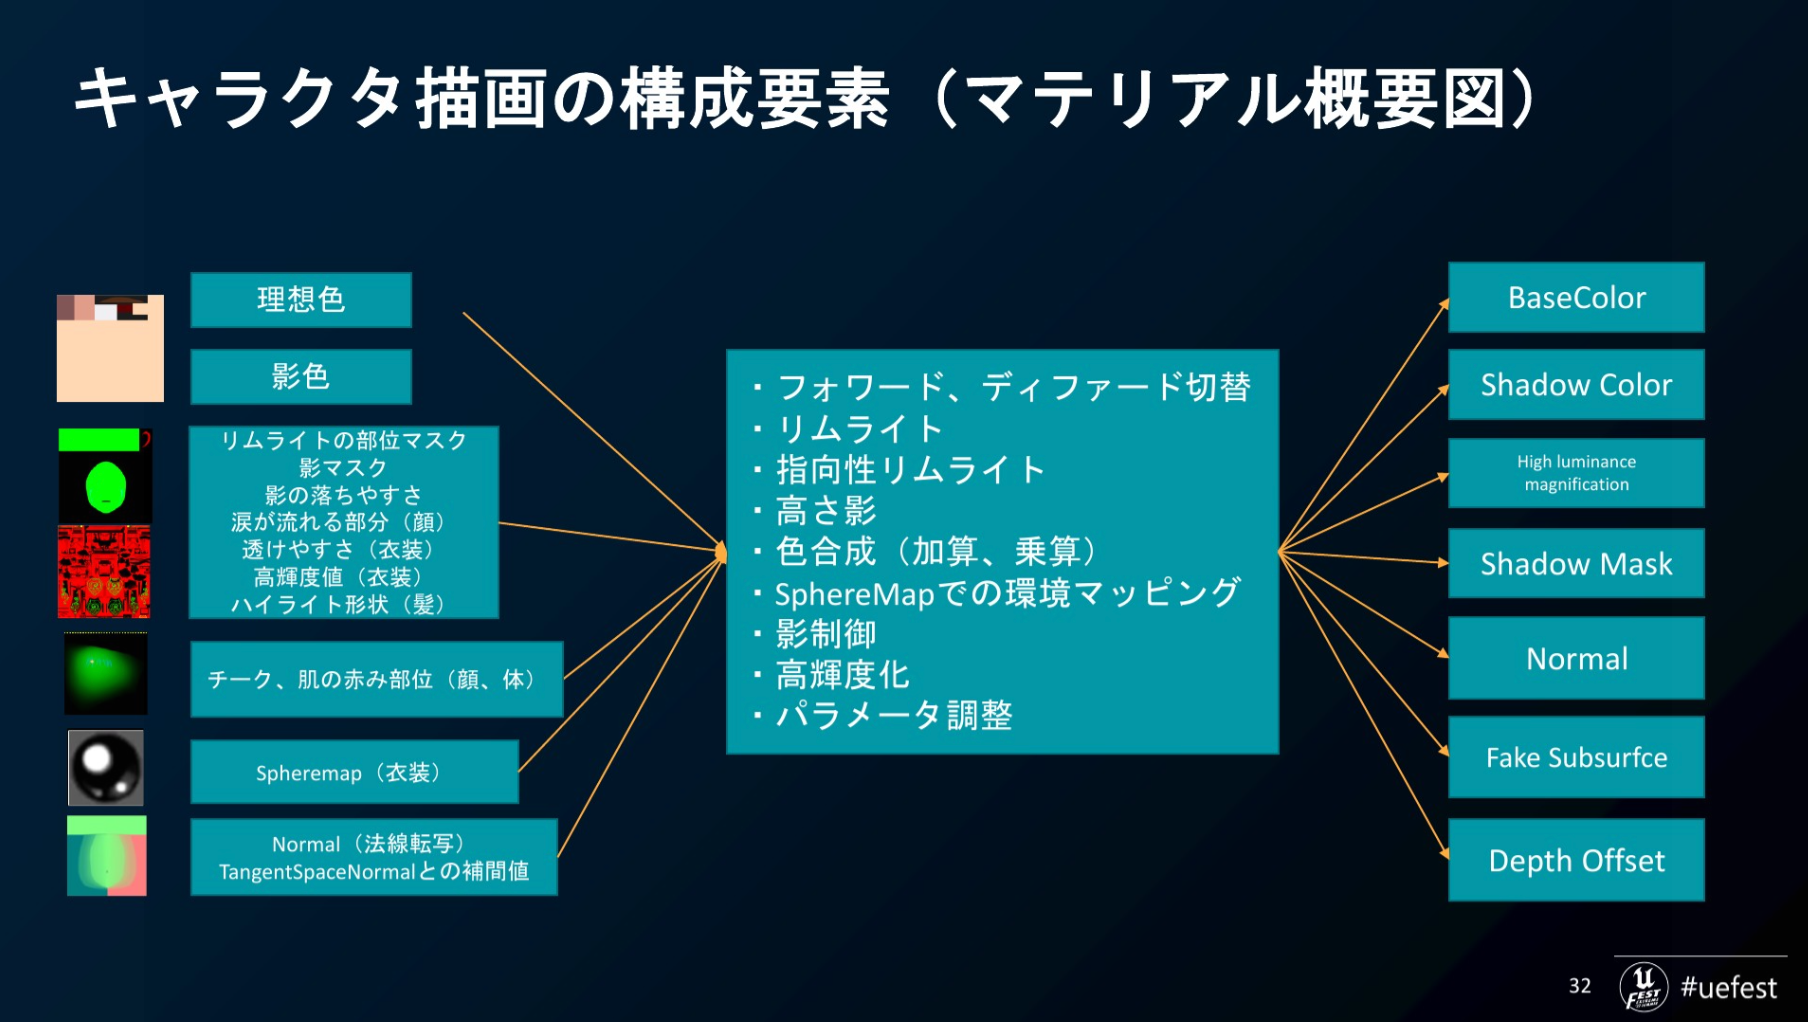 キャラクタ描画の構成要素（マテリアル概要図）
理想色
影色
リムライトの部位マスク
影マスク
影の落ちやすさ
涙が流れる部分（顔）
透けやすさ（衣装）
高輝度値（衣装）
ハイライト形状（髪）
チーク、肌の赤み部位（顔、体）
Spheremap（衣装）
Normal（法線転写）
TangentSpaceNormalとの補間値
・フォワード、ディファード切替
・リムライト
・指向性リムライト
・高さ影
・色合成（加算、乗算）
・SphereMapでの環境マッピング
・影制御
・高輝度化
・パラメータ調整
BaseColor
Shadow Color
High luminance
magnification
Shadow Mask
Normal
Fake Subsurfce
Depth Offset
32
FEST
#uefest